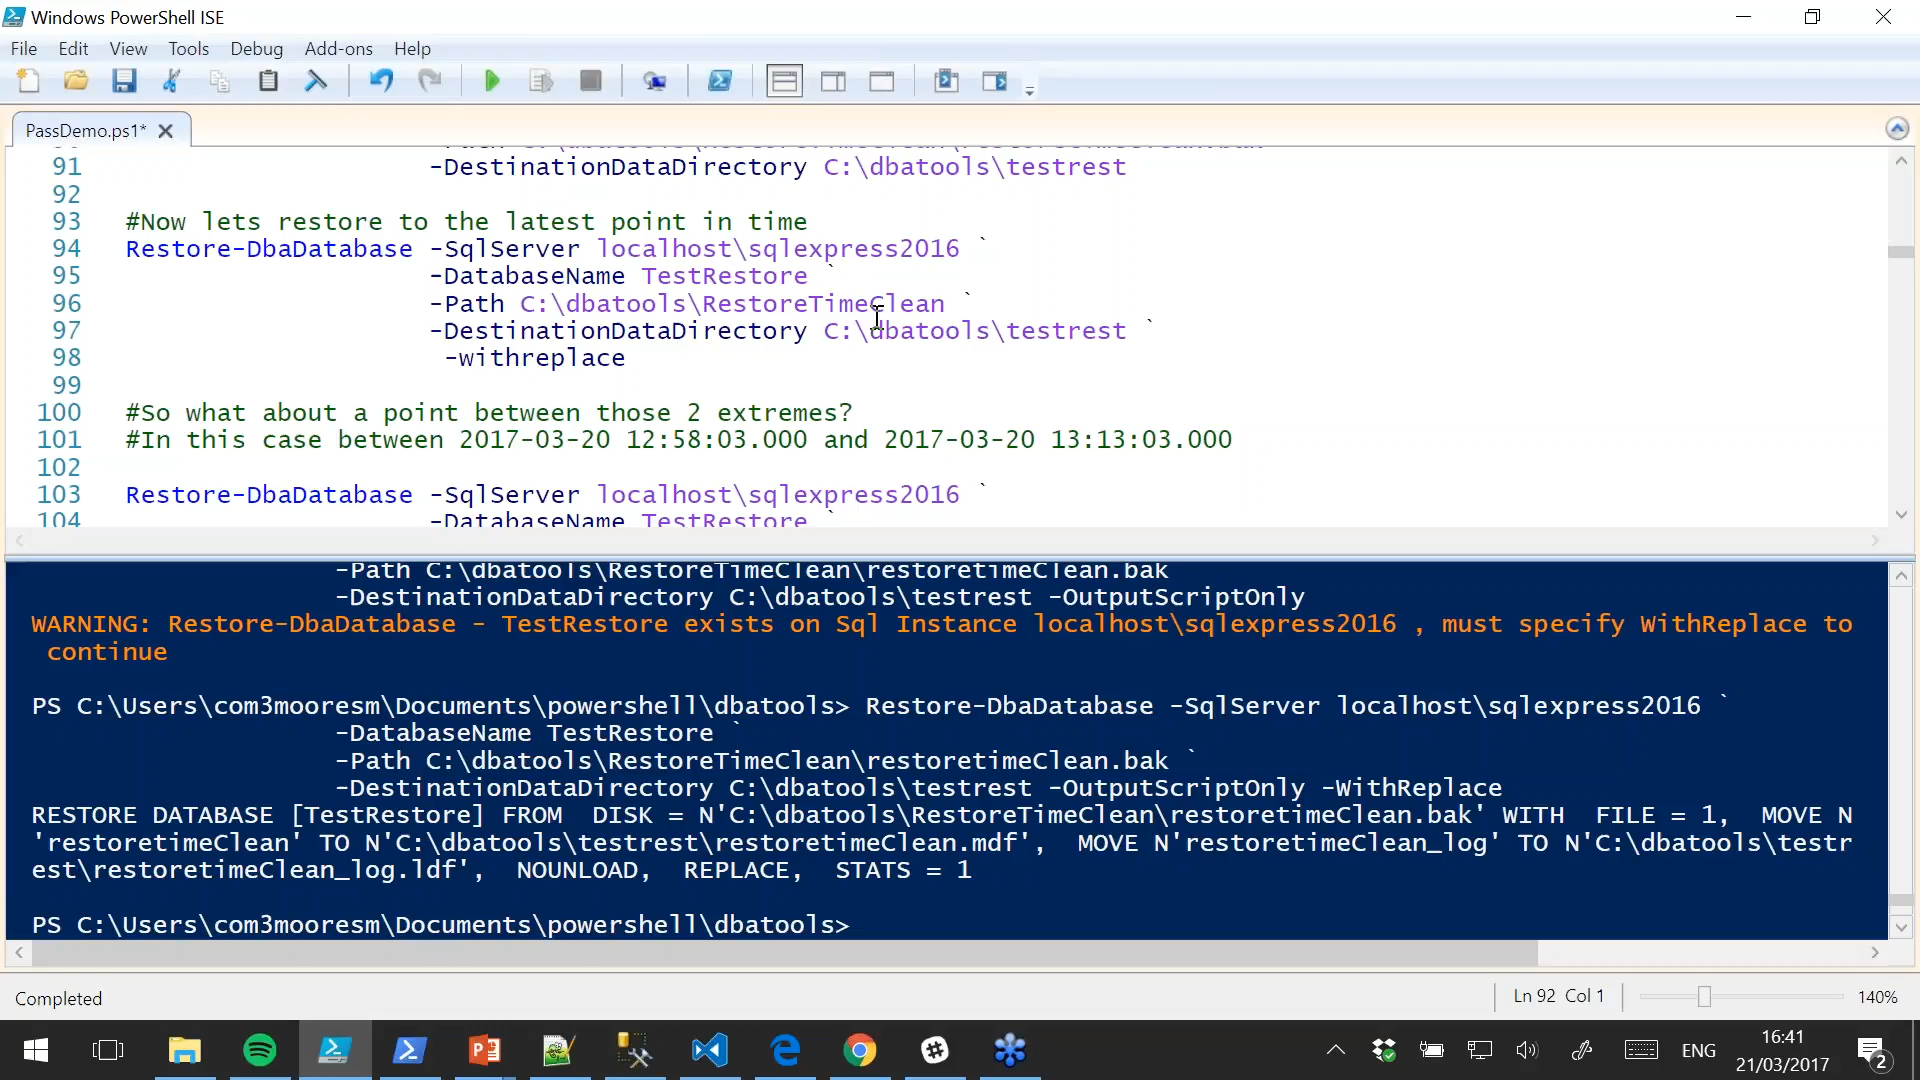 Windows PowerShell ISE
File Edit View Tools Debug Add-ons Help
PassDemo.ps1*
91 -DestinationDataDirectory C:\dbatools\testrest
92
93 #Now lets restore to the latest point in time
94 Restore-DbaDatabase -SqlServer localhost\sqlexpress2016 `
95 -DatabaseName TestRestore `
96 -Path C:\dbatools\RestoreTimeClean `
97 -DestinationDataDirectory C:\dbatools\testrest `
98 -withreplace
99
100 #So what about a point between those 2 extremes?
101 #In this case between 2017-03-20 12:58:03.000 and 2017-03-20 13:13:03.000
102
103 Restore-DbaDatabase -SqlServer localhost\sqlexpress2016 `
104 -DatabaseName TestRestore `
-Path C:\dbatools\RestoreTimeClean\restoretimeClean.bak
-DestinationDataDirectory C:\dbatools\testrest -OutputScriptOnly
WARNING: Restore-DbaDatabase - TestRestore exists on Sql Instance localhost\sqlexpress2016 , must specify WithReplace to
continue
PS C:\Users\com3mooresm\Documents\powershell\dbatools> Restore-DbaDatabase -SqlServer localhost\sqlexpress2016 `
-DatabaseName TestRestore `
-Path C:\dbatools\RestoreTimeClean\restoretimeClean.bak `
-DestinationDataDirectory C:\dbatools\testrest -OutputScriptOnly -WithReplace
RESTORE DATABASE [TestRestore] FROM  DISK = N'C:\dbatools\RestoreTimeClean\restoretimeClean.bak' WITH  FILE = 1,  MOVE N
'restoretimeClean' TO N'C:\dbatools\testrest\restoretimeClean.mdf',  MOVE N'restoretimeClean_log' TO N'C:\dbatools\testr
est\restoretimeClean_log.ldf',  NOUNLOAD,  REPLACE,  STATS = 1
PS C:\Users\com3mooresm\Documents\powershell\dbatools>
Completed
Ln 92 Col 1
140%
ENG
16:41
21/03/2017
2